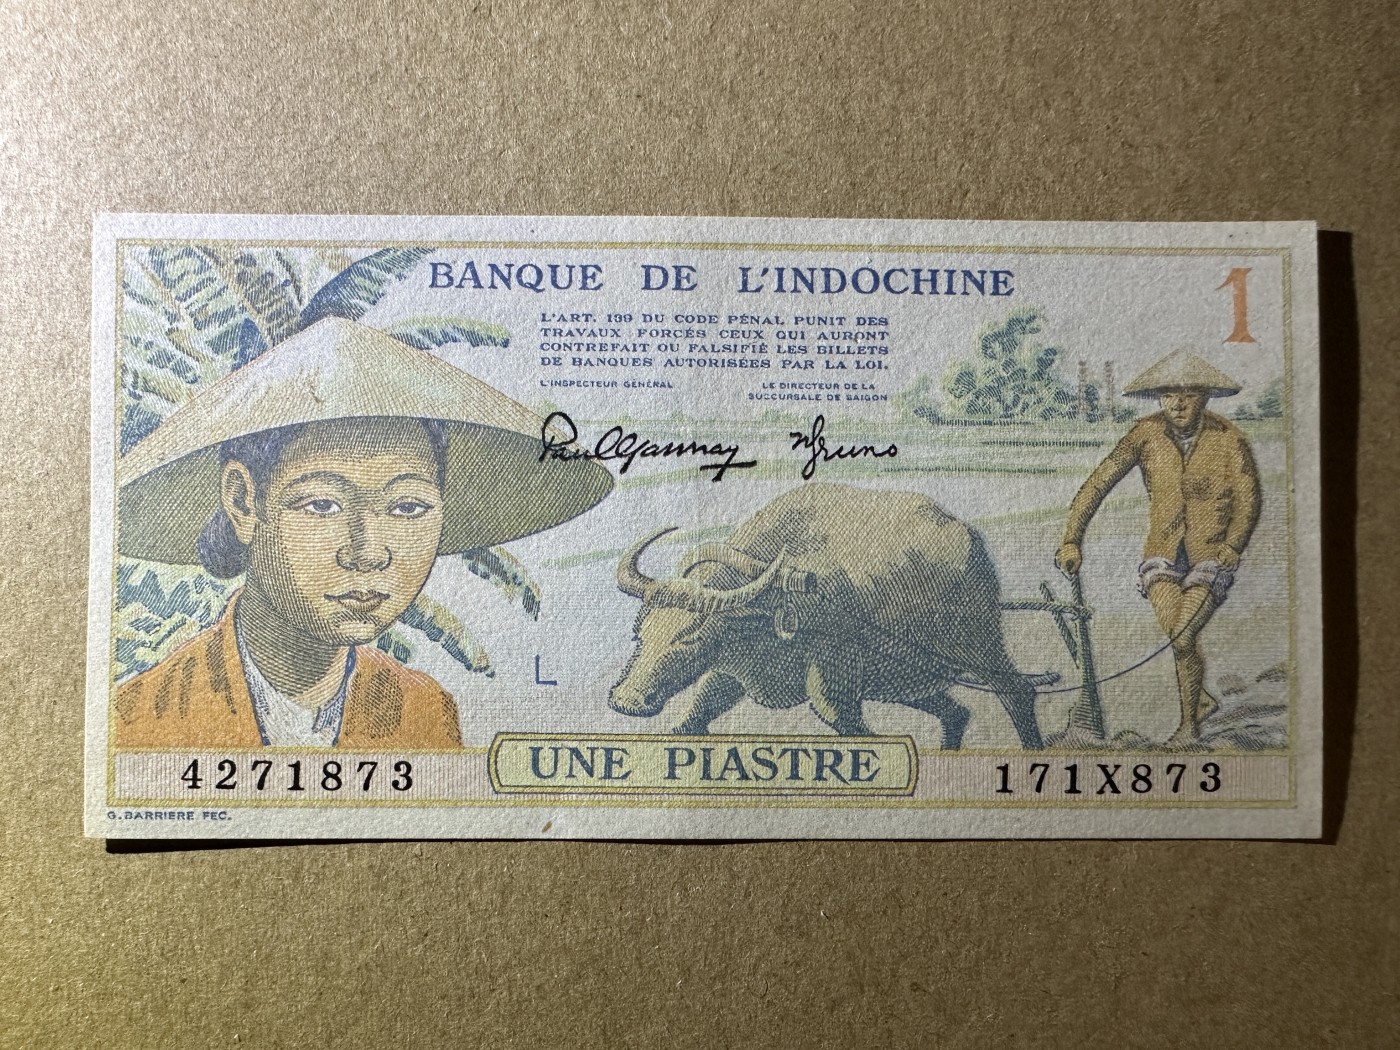 BANQUE DE L'INDOCHINE
1
L'ART. 139 DU CODE PÉNAL PUNIT DES
TRAVAUX FORCÉS CEUX QUI AURONT
CONTREFAIT OU FALSIFIÉ LES BILLETS
DE BANQUES AUTORISÉES PAR LA LOI.
L'INSPECTEUR GÉNÉRAL
LE DIRECTEUR DE LA
SUCCURSALE DE SAIGON
Paul Gannay
L
4271873
UNE PIASTRE
171X873
G. BARRIERE FEC.